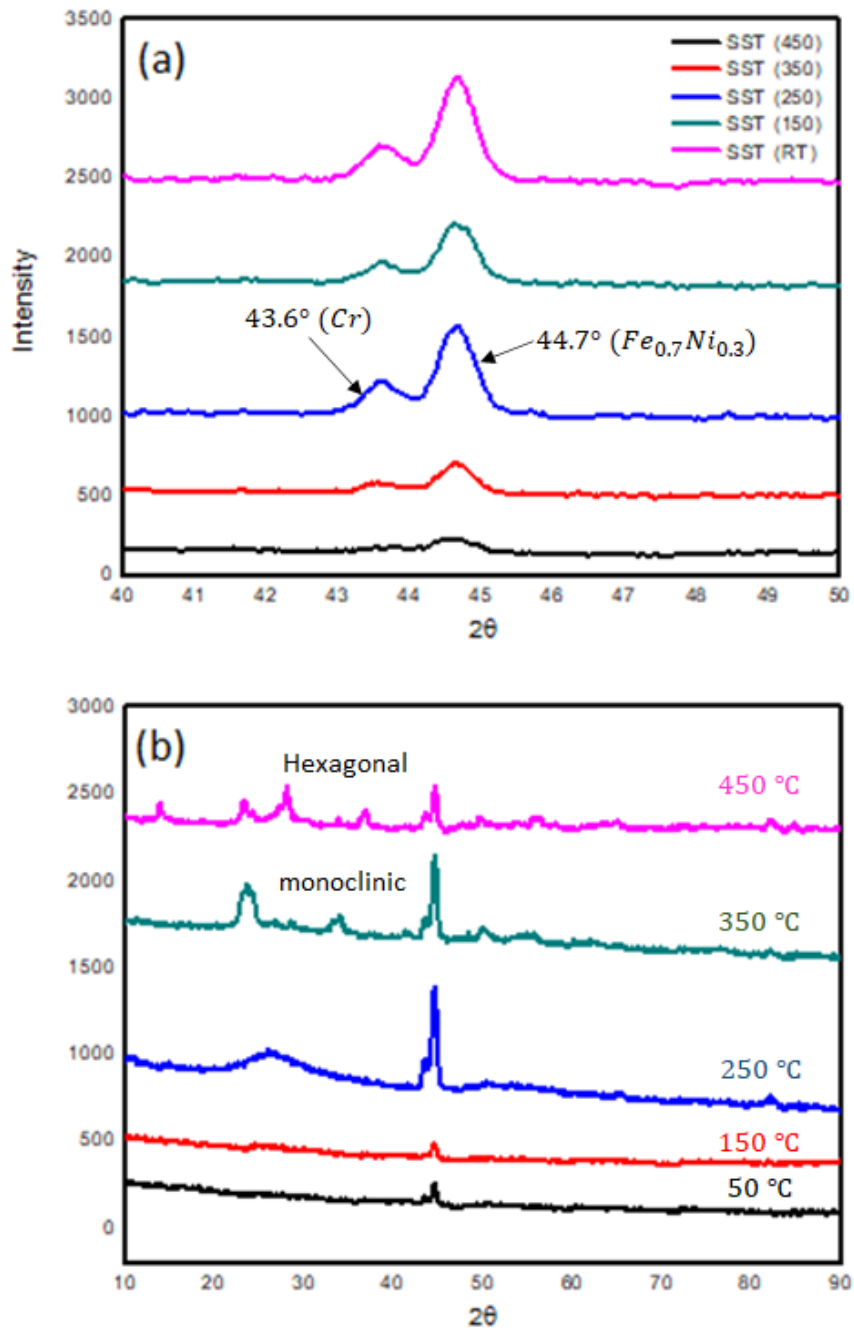 (a)
SST (450)
SST (350)
SST (250)
SST (150)
SST (RT)
3500
3000
2500
2000
1500
1000
500
0
Intensity
43.6° (Cr)
44.7° (Fe₀.₇Ni₀.₃)
40 41 42 43 44 45 46 47 48 49 50
2θ
(b)
3000
2500
2000
1500
1000
500
0
Hexagonal
450 °C
monoclinic
350 °C
250 °C
150 °C
50 °C
10 20 30 40 50 60 70 80 90
2θ